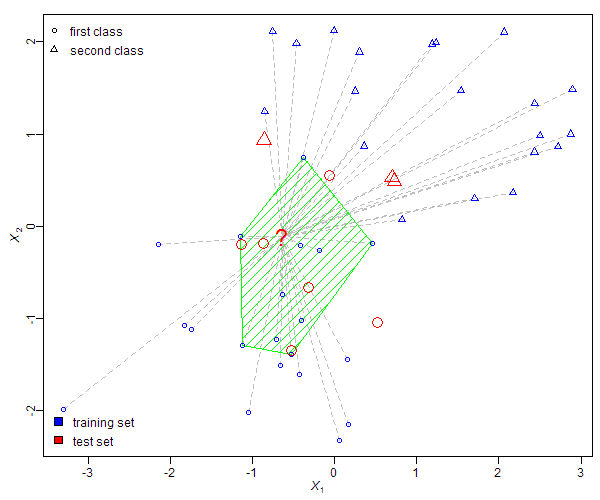 first class
second class
2
1
0
-1
-2
X2
?
training set
test set
-3 -2 -1 0 1 2 3
X1